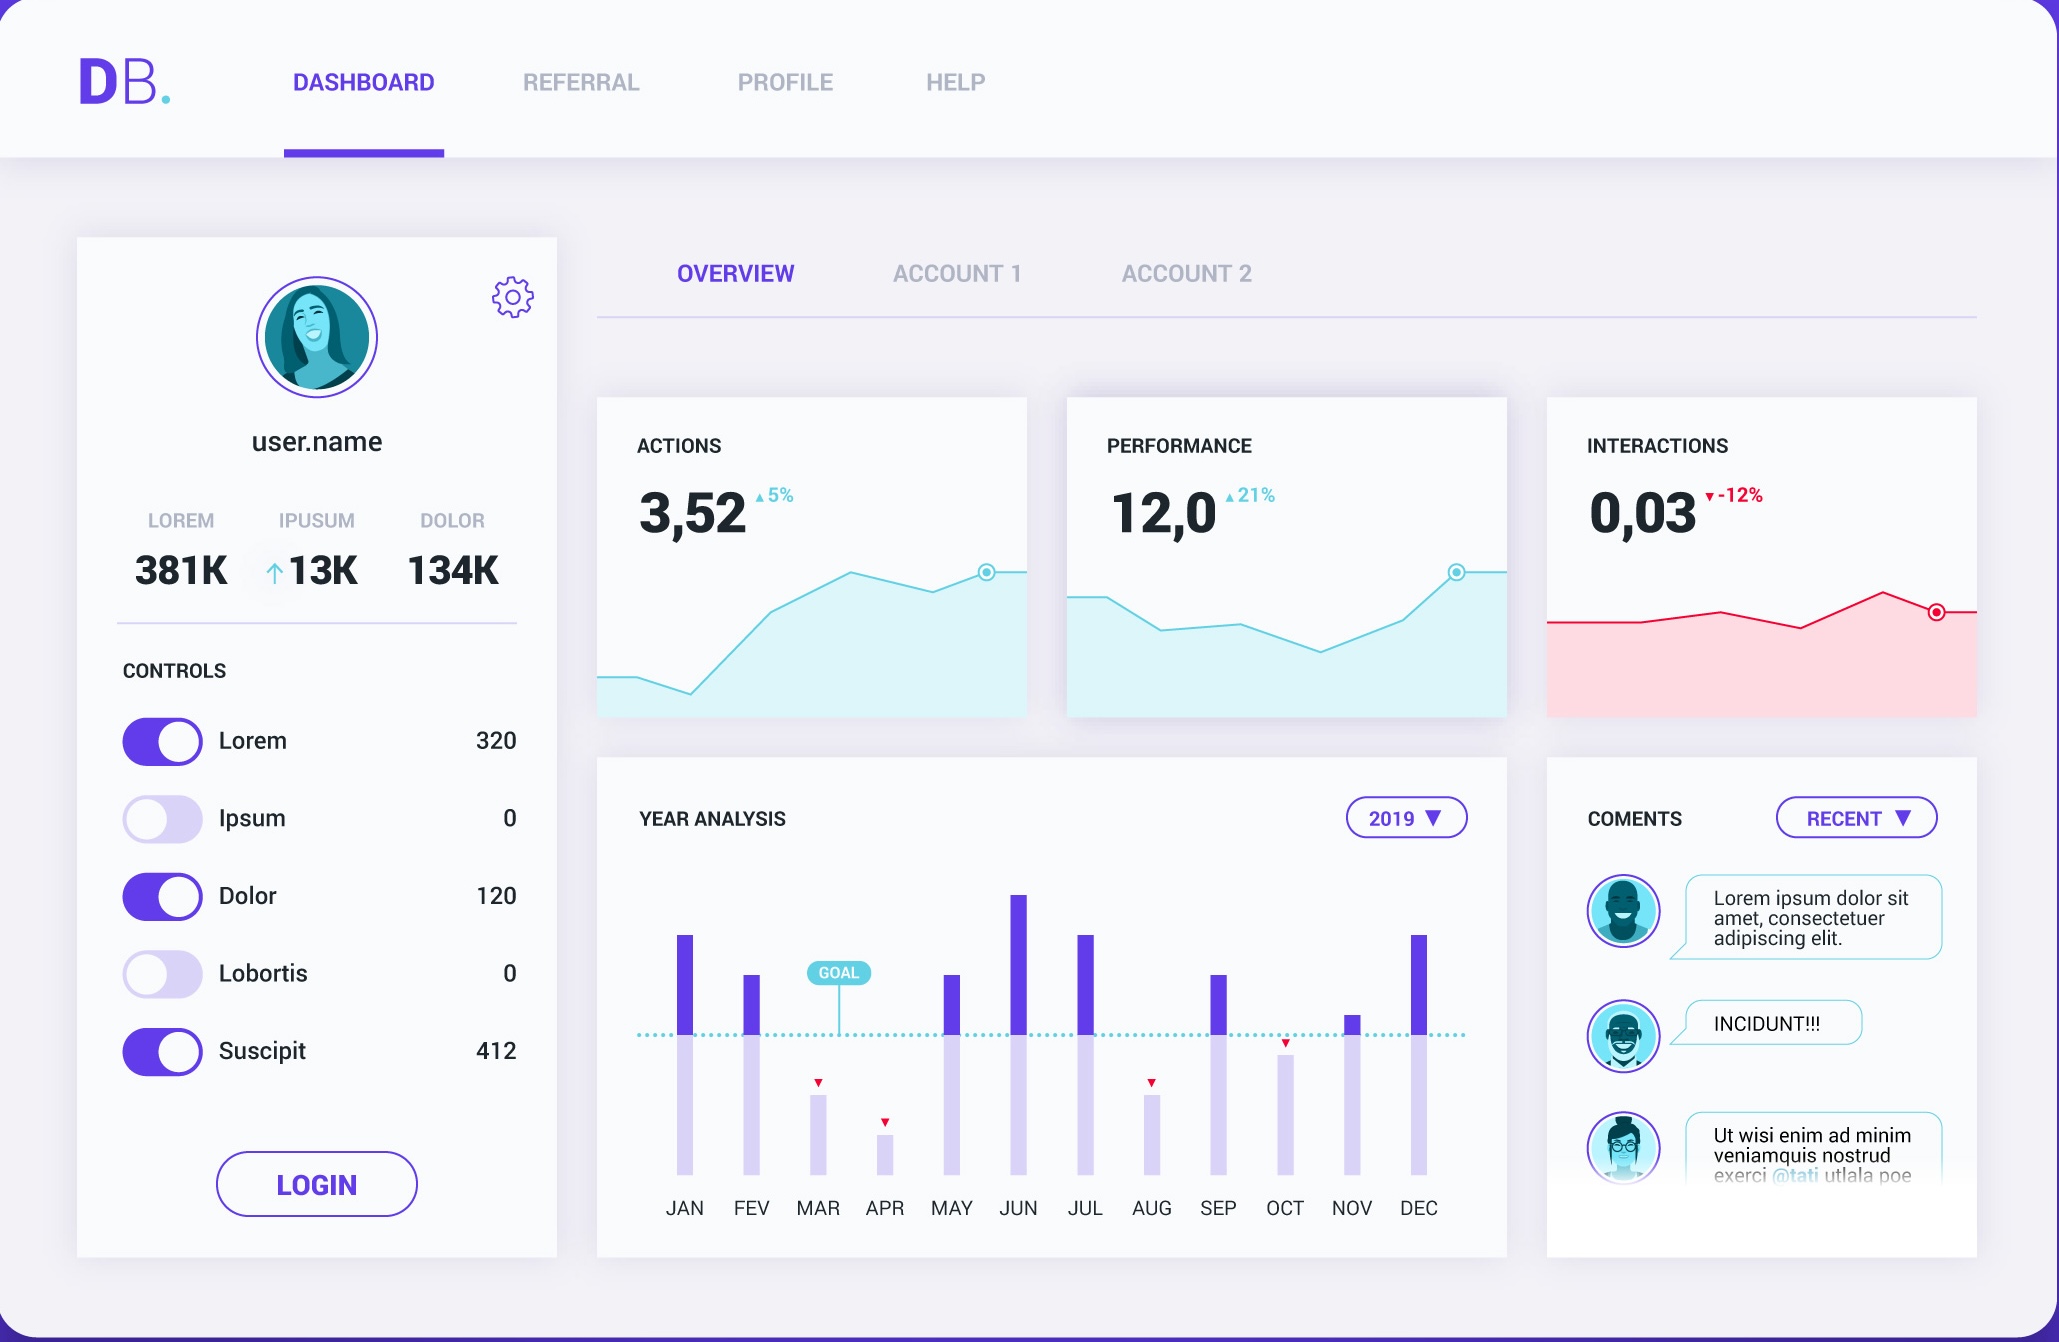 DB.
DASHBOARD
REFERRAL
PROFILE
HELP
user.name
LOREM
IPUSUM
DOLOR
381K
↑13K
134K
CONTROLS
Lorem 320
Ipsum 0
Dolor 120
Lobortis 0
Suscipit 412
LOGIN
OVERVIEW
ACCOUNT 1
ACCOUNT 2
ACTIONS
3,52 ▲5%
PERFORMANCE
12,0 ▲21%
INTERACTIONS
0,03 ▼-12%
YEAR ANALYSIS
2019 ▼
GOAL
JAN FEV MAR APR MAY JUN JUL AUG SEP OCT NOV DEC
COMENTS
RECENT ▼
Lorem ipsum dolor sit
amet, consectetuer
adipiscing elit.
INCIDUNT!!!
Ut wisi enim ad minim
veniamquis nostrud
exerci @tati utlala poe